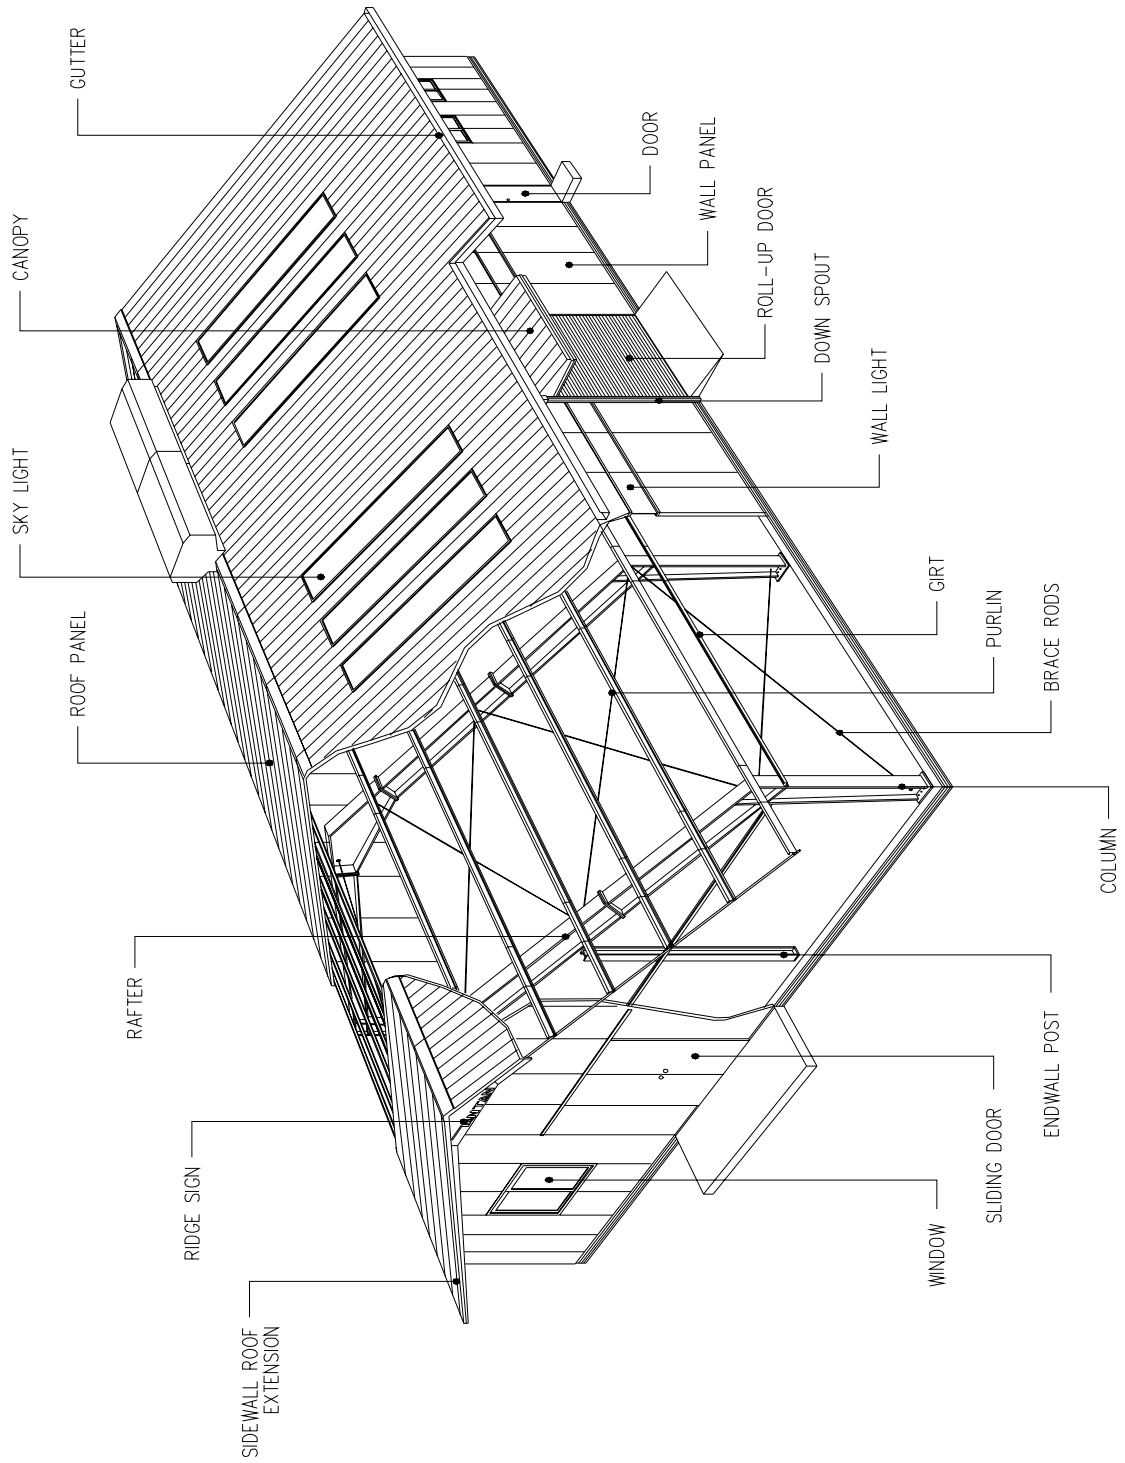 SIDEWALL ROOF
EXTENSION
RIDGE SIGN
RAFTER
ROOF PANEL
SKY LIGHT
CANOPY
GUTTER
WINDOW
SLIDING DOOR
ENDWALL POST
COLUMN
BRACE RODS
PURLIN
GIRT
WALL LIGHT
DOWN SPOUT
ROLL-UP DOOR
WALL PANEL
DOOR